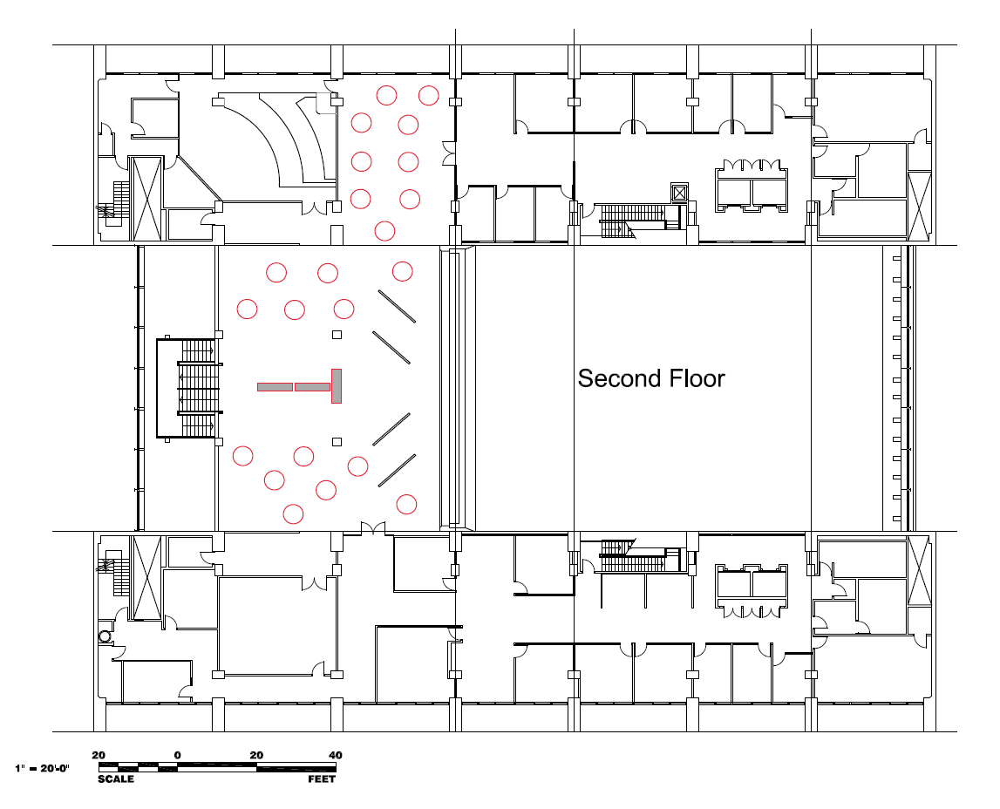 Second Floor
20 0 20 40
1" = 20'-0"
SCALE FEET